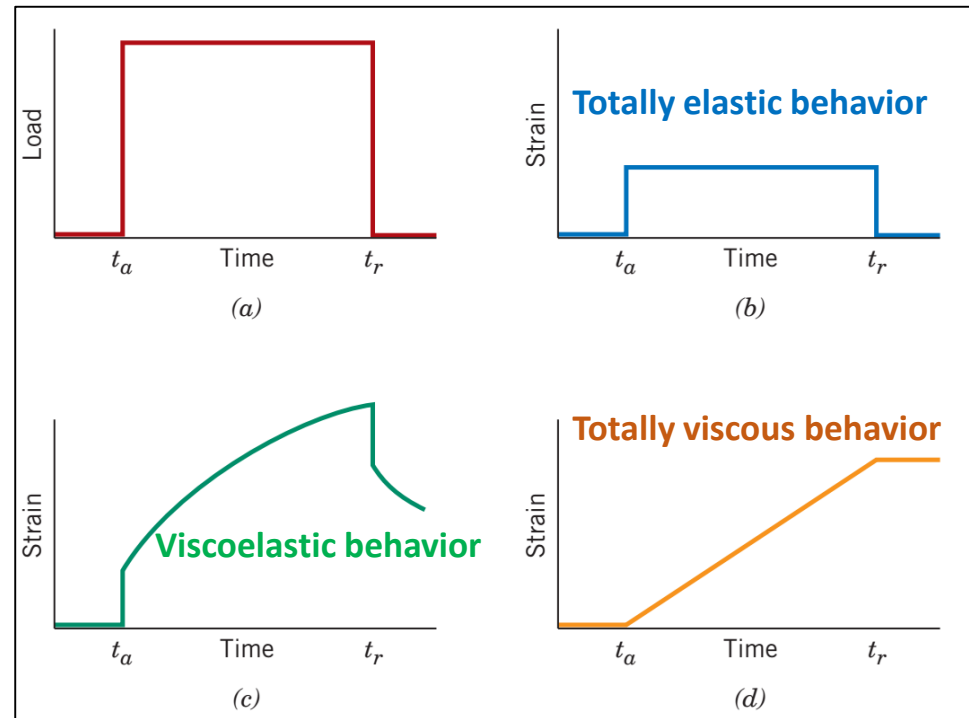 Load
t_a Time t_r
(a)
Totally elastic behavior
Strain
t_a Time t_r
(b)
Strain
Viscoelastic behavior
t_a Time t_r
(c)
Totally viscous behavior
Strain
t_a Time t_r
(d)